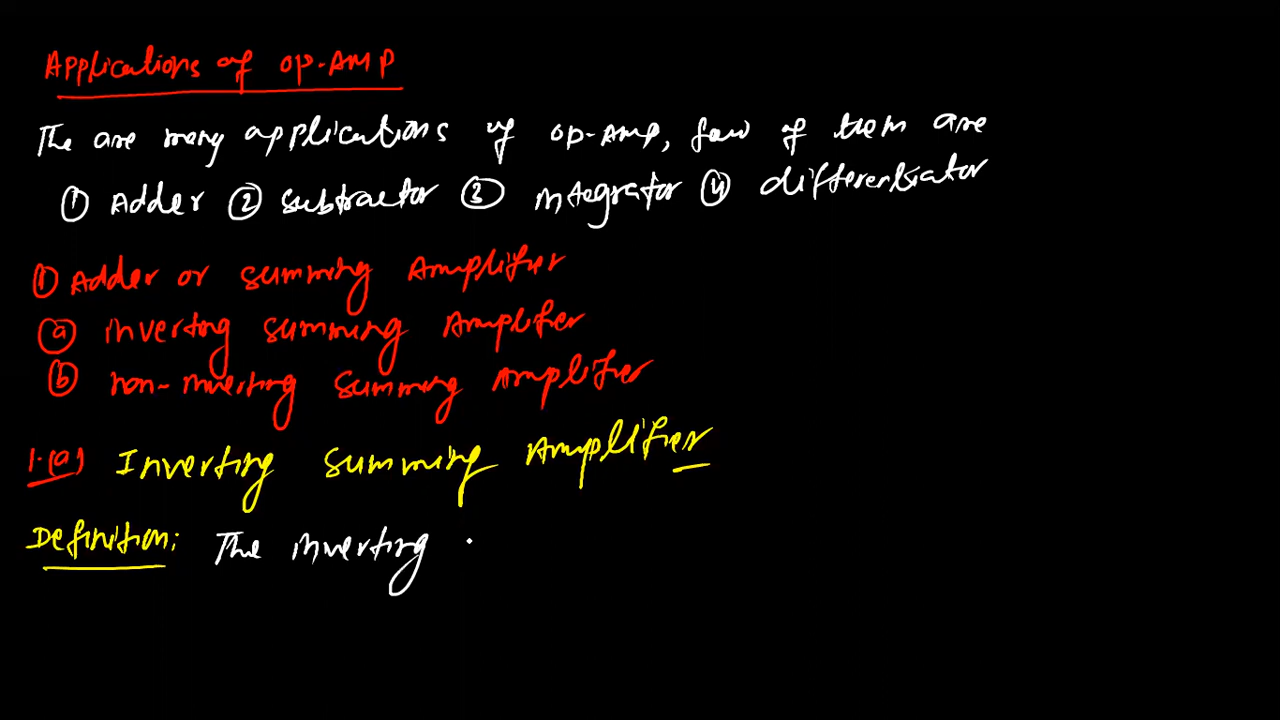 Applications of op-Amp
The are many applications of op-Amp, few of them are
① Adder ② subtractor ③ integrator ④ differentiator
① Adder or summing Amplifier
ⓐ inverting summing Amplifier
ⓑ non-inverting summing Amplifier
1.(a) Inverting summing Amplifier
Definition: The inverting